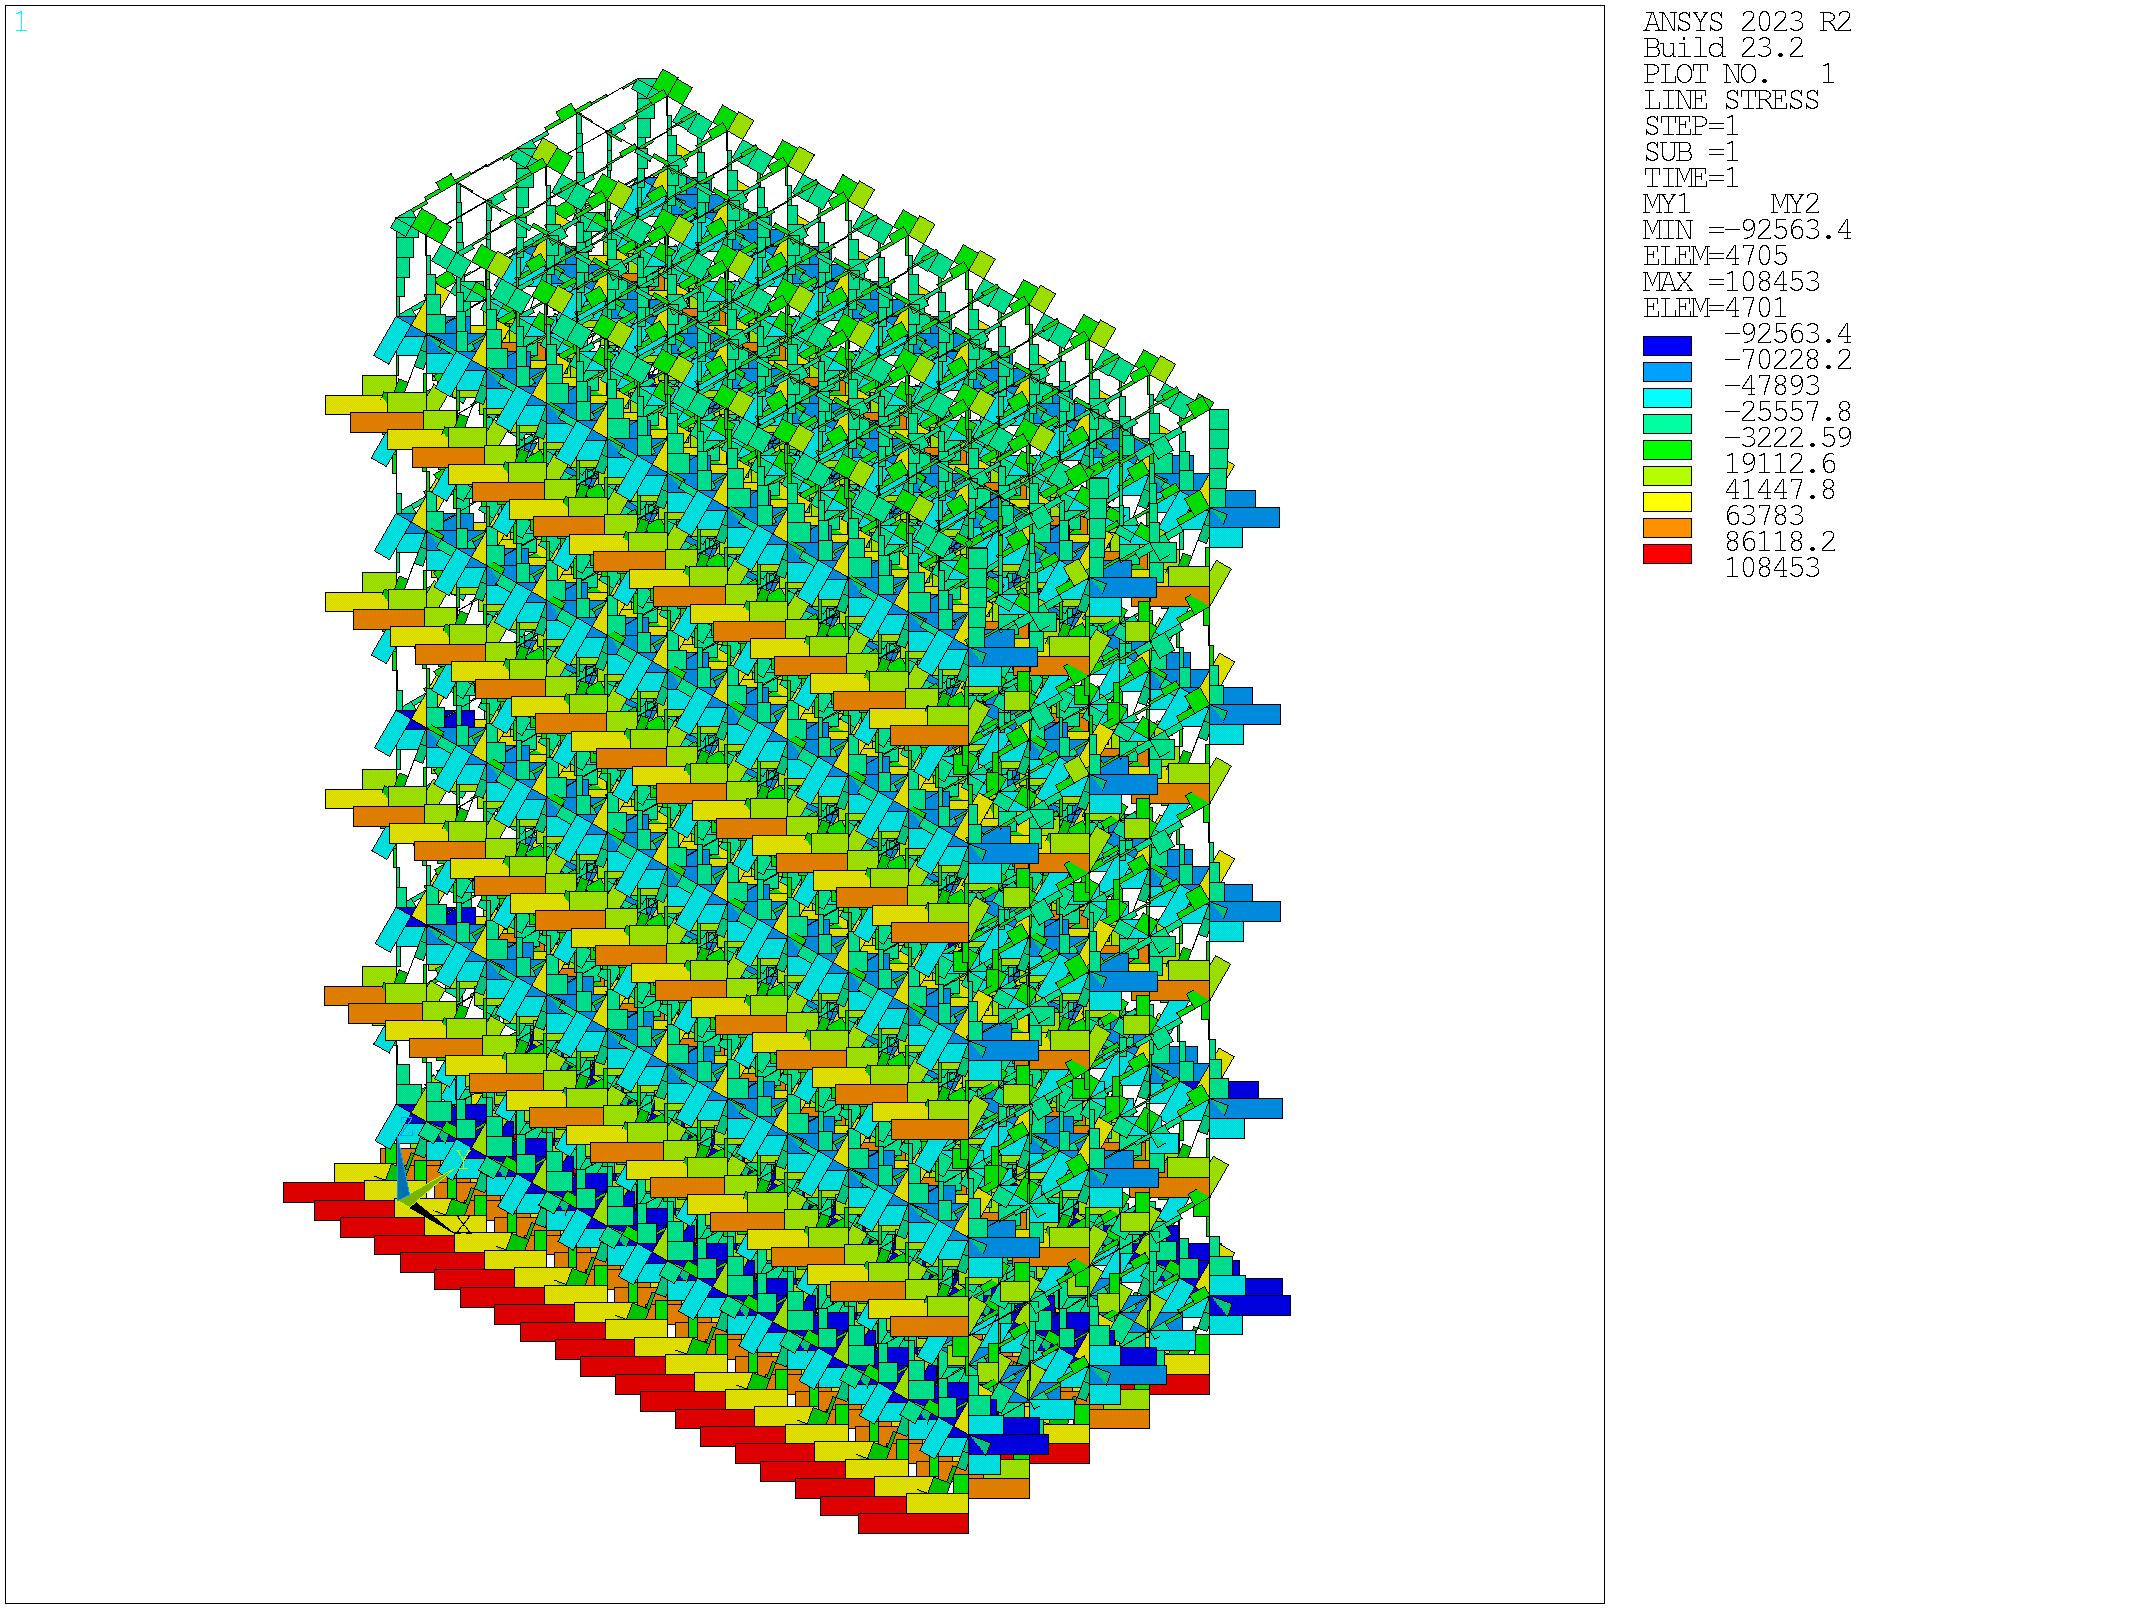 1
ANSYS 2023 R2
Build 23.2
PLOT NO.   1
LINE STRESS
STEP=1
SUB =1
TIME=1
MY1     MY2
MIN =-92563.4
ELEM=4705
MAX =108453
ELEM=4701
-92563.4
-70228.2
-47893
-25557.8
-3222.59
19112.6
41447.8
63783
86118.2
108453
Y
X